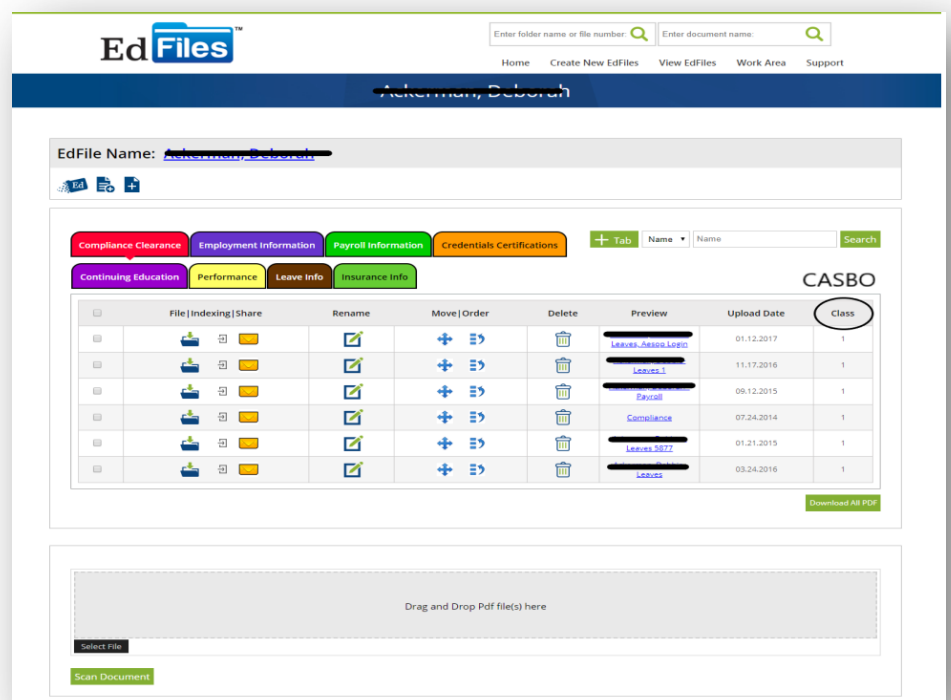 EdFiles™
Enter folder name or file number: Enter document name:
Home Create New EdFiles View EdFiles Work Area Support
EdFile Name:
Ed
Compliance Clearance Employment Information Payroll Information Credentials Certifications + Tab Name Name Search
Continuing Education Performance Leave Info Insurance Info CASBO
File|Indexing|Share Rename Move|Order Delete Preview Upload Date Class
Leaves, Aesop Login 01.12.2017 1
Leaves 1 11.17.2016 1
Payroll 09.12.2015 1
Compliance 07.24.2014 1
Leaves 5877 01.21.2015 1
Leaves 03.24.2016 1
Download All PDF
Drag and Drop Pdf file(s) here
Select File
Scan Document